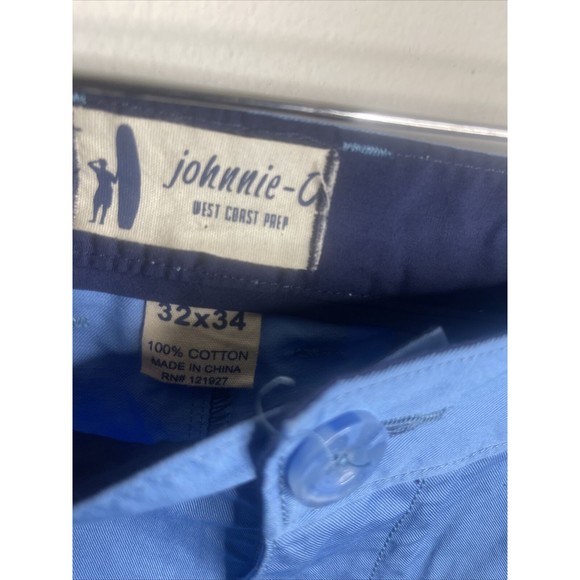 johnnie-O
WEST COAST PREP
32x34
100% COTTON
MADE IN CHINA
RN# 121927